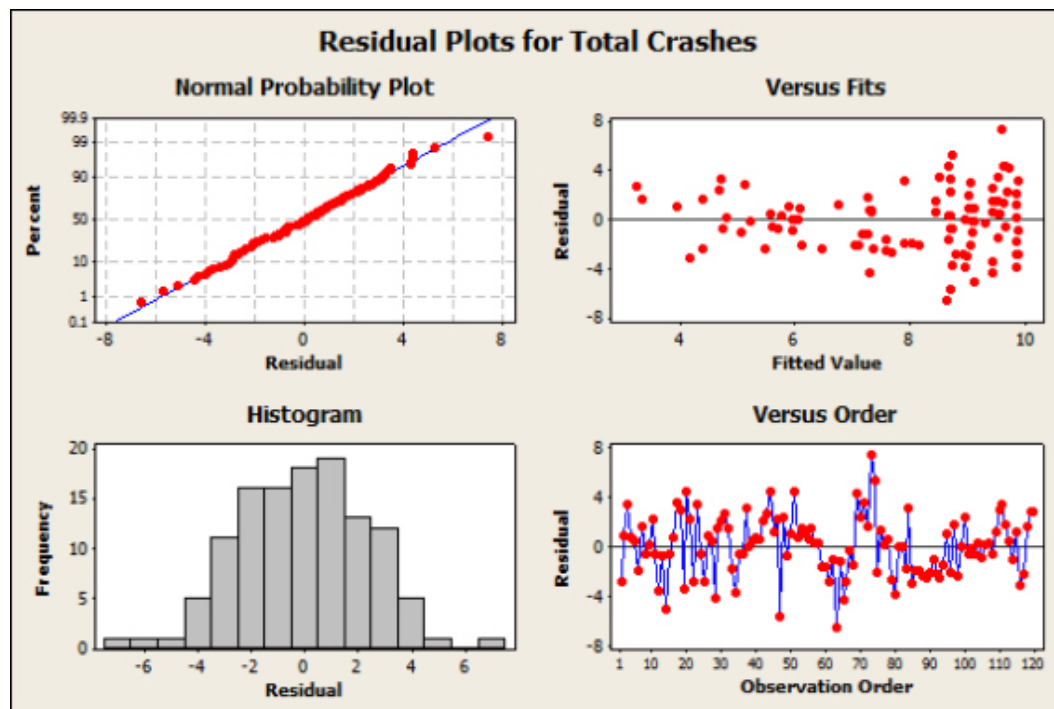 Residual Plots for Total Crashes
Normal Probability Plot
99.9
99
90
50
10
1
0.1
Percent
-8 -4 0 4 8
Residual
Versus Fits
8
4
0
-4
-8
Residual
4 6 8 10
Fitted Value
Histogram
20
15
10
5
0
Frequency
-6 -4 -2 0 2 4 6
Residual
Versus Order
8
4
0
-4
-8
Residual
1 10 20 30 40 50 60 70 80 90 100 110 120
Observation Order